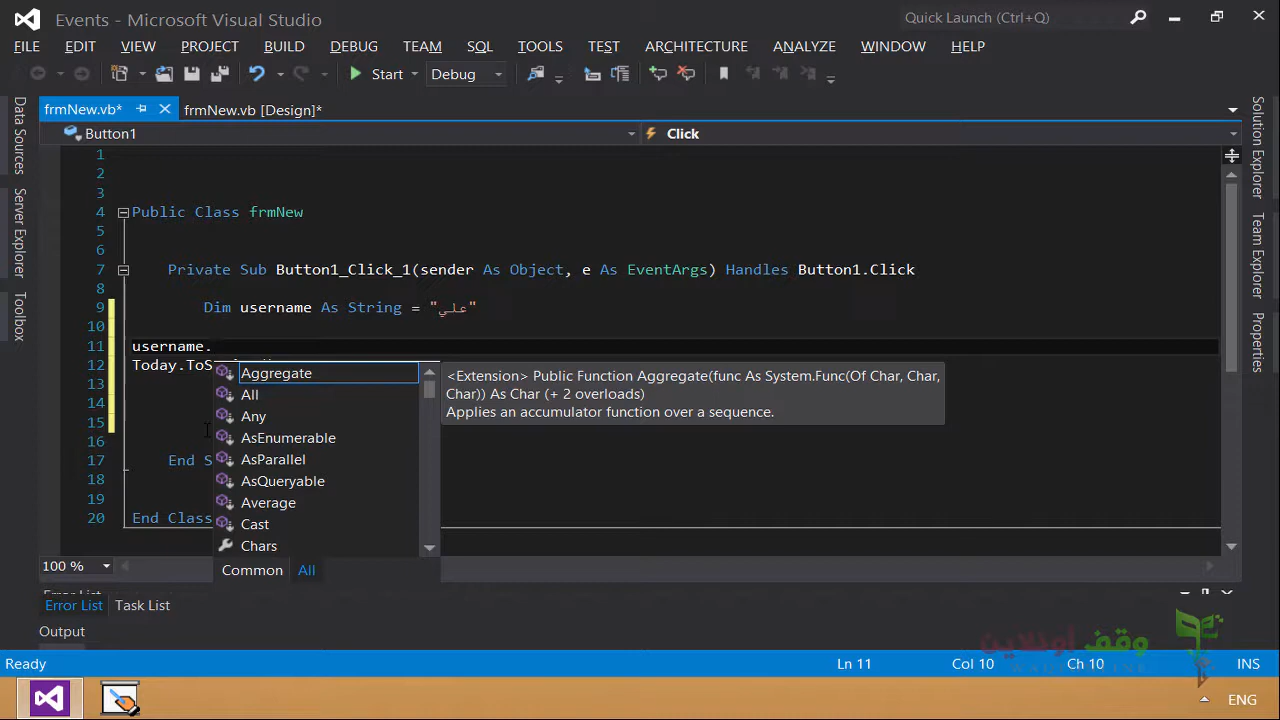 Events - Microsoft Visual Studio
Quick Launch (Ctrl+Q)
FILE EDIT VIEW PROJECT BUILD DEBUG TEAM SQL TOOLS TEST ARCHITECTURE ANALYZE WINDOW HELP
Start Debug
frmNew.vb* frmNew.vb [Design]*
Button1 Click
Data Sources
Server Explorer
Toolbox
Solution Explorer
Team Explorer
Properties
1
2
3
4 Public Class frmNew
5
6
7 Private Sub Button1_Click_1(sender As Object, e As EventArgs) Handles Button1.Click
8
9 Dim username As String = "علي"
10
11 username.
12 Today.ToS
13
14
15
16
17 End S
18
19
20 End Class
Aggregate
All
Any
AsEnumerable
AsParallel
AsQueryable
Average
Cast
Chars
Common All
<Extension> Public Function Aggregate(func As System.Func(Of Char, Char,
Char)) As Char (+ 2 overloads)
Applies an accumulator function over a sequence.
100 %
Error List Task List
Output
وقف أونلاين
Ready Ln 11 Col 10 Ch 10 INS
ENG